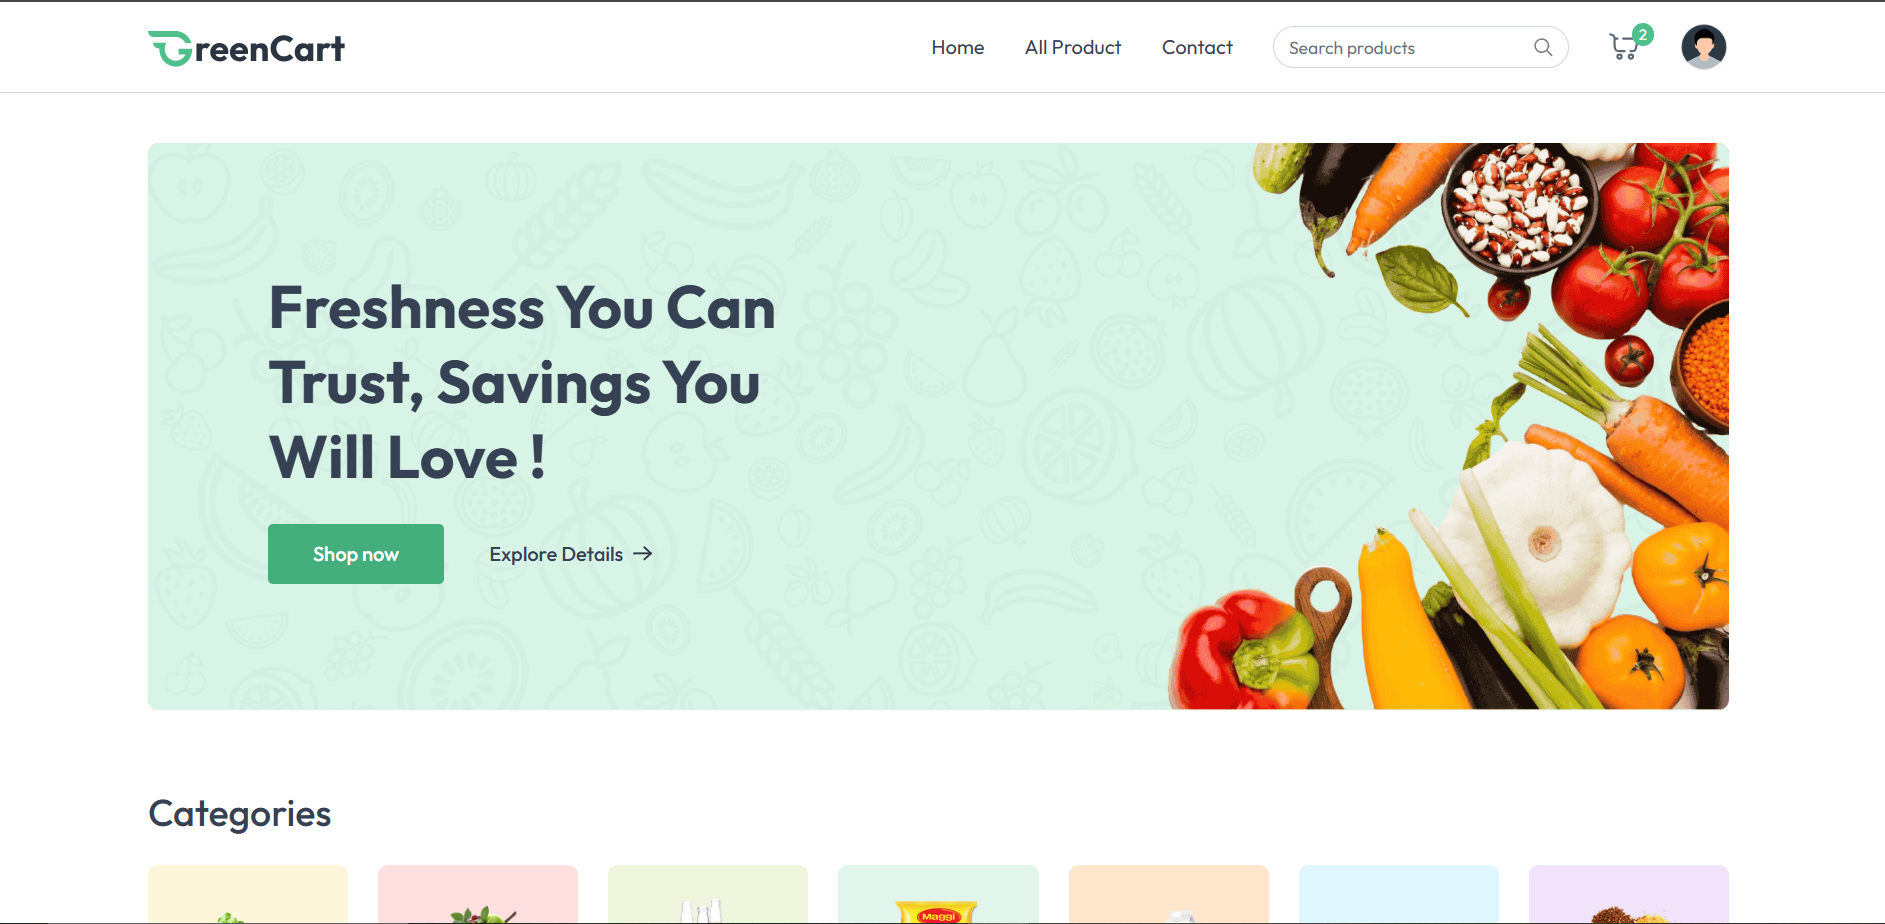 GreenCart
Home
All Product
Contact
Search products
2
Freshness You Can
Trust, Savings You
Will Love !
Shop now
Explore Details
Categories
Maggi